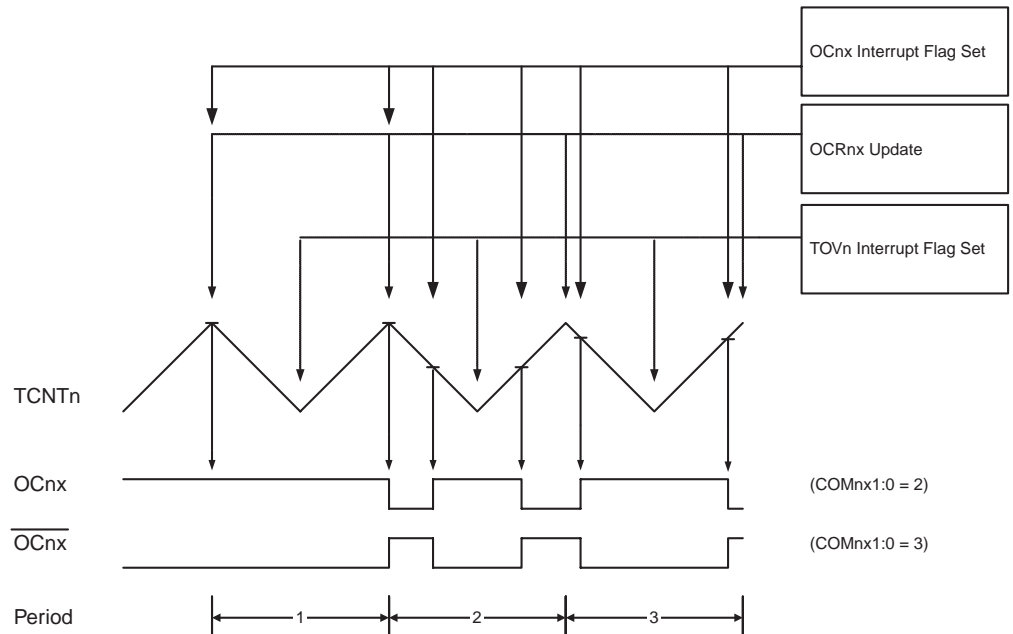 OCnx Interrupt Flag Set
OCRnx Update
TOVn Interrupt Flag Set
TCNTn
OCnx
(COMnx1:0 = 2)
OCnx
(COMnx1:0 = 3)
Period
1
2
3